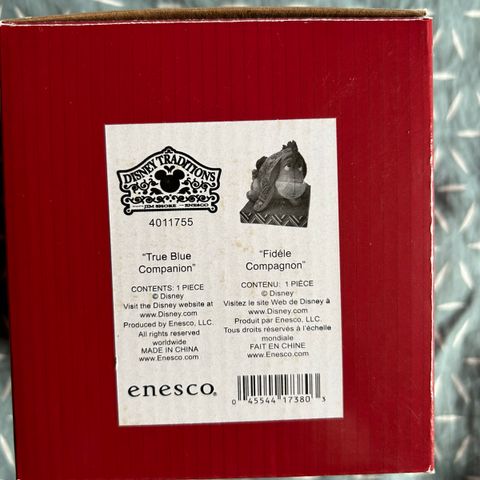 DISNEY TRADITIONS
JIM SHORE ENESCO
4011755
"True Blue
Companion"
CONTENTS: 1 PIECE
© Disney
Visit the Disney website at
www.Disney.com
Produced by Enesco, LLC.
All rights reserved
worldwide
MADE IN CHINA
www.Enesco.com
"Fidéle
Compagnon"
CONTENU: 1 PIÈCE
© Disney
Visitez le site Web de Disney à
www.Disney.com
Produit par Enesco, LLC.
Tous droits réservés à l'échelle
mondiale
FAIT EN CHINE
www.Enesco.com
enesco.®
0 45544 17380 3